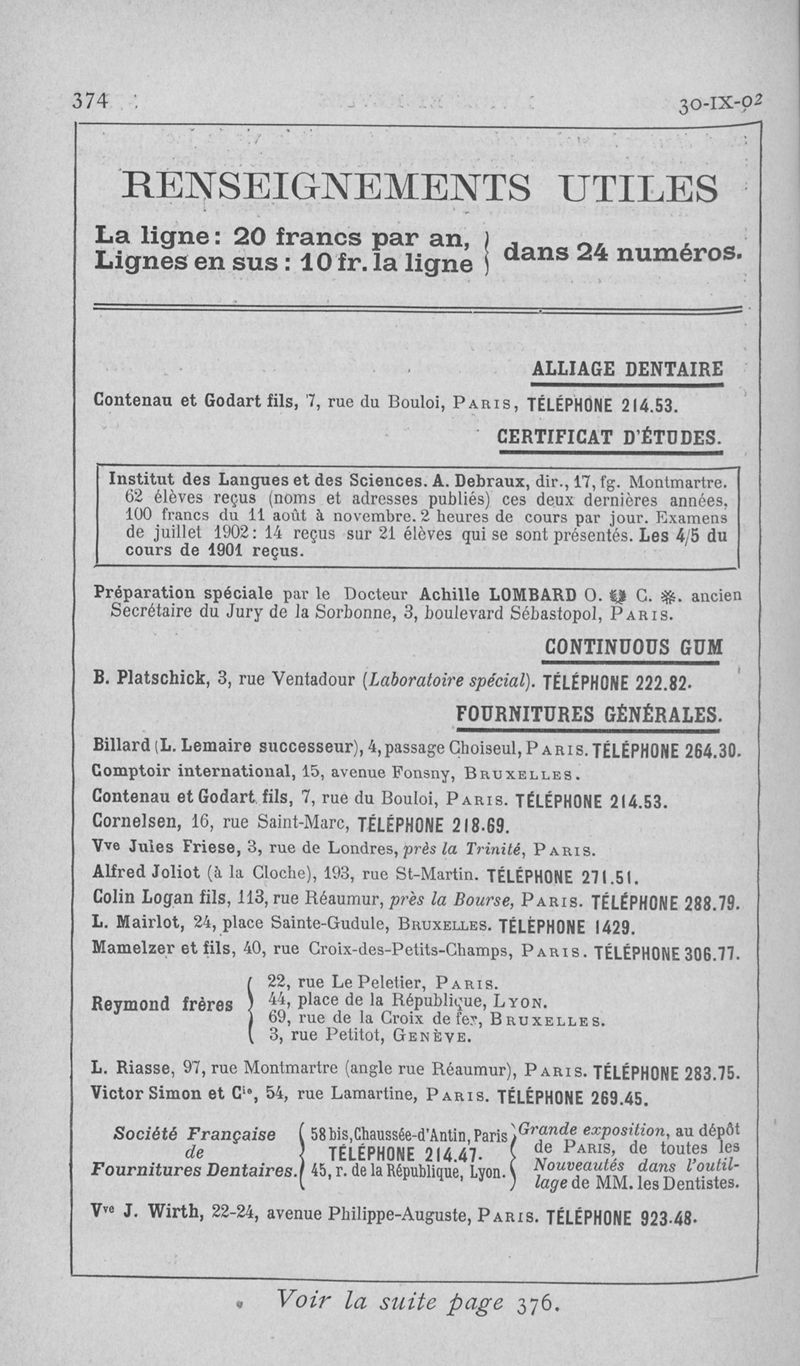 374
30-IX-02
RENSEIGNEMENTS UTILES
La ligne: 20 francs par an,
Lignes en sus : 10 fr. la ligne
dans 24 numéros.
ALLIAGE DENTAIRE
Contenau et Godart fils, 7, rue du Bouloi, PARIS, TÉLÉPHONE 214.53.
CERTIFICAT D'ÉTUDES.
Institut des Langues et des Sciences. A. Debraux, dir., 17, fg. Montmartre.
62 élèves reçus (noms et adresses publiés) ces deux dernières années,
100 francs du 11 août à novembre. 2 heures de cours par jour. Examens
de juillet 1902: 14 reçus sur 21 élèves qui se sont présentés. Les 4/5 du
cours de 1901 reçus.
Préparation spéciale par le Docteur Achille LOMBARD O. C. ancien
Secrétaire du Jury de la Sorbonne, 3, boulevard Sébastopol, PARIS.
CONTINUOUS GUM
B. Platschick, 3, rue Ventadour (Laboratoire spécial). TÉLÉPHONE 222.82.
FOURNITURES GÉNÉRALES.
Billard (L. Lemaire successeur), 4, passage Choiseul, PARIS. TÉLÉPHONE 264.30.
Comptoir international, 15, avenue Fonsny, BRUXELLES.
Contenau et Godart fils, 7, rue du Bouloi, PARIS. TÉLÉPHONE 214.53.
Cornelsen, 16, rue Saint-Marc, TÉLÉPHONE 218.69.
Vve Jules Friese, 3, rue de Londres, près la Trinité, PARIS.
Alfred Joliot (à la Cloche), 193, rue St-Martin. TÉLÉPHONE 271.51.
Colin Logan fils, 113, rue Réaumur, près la Bourse, PARIS. TÉLÉPHONE 288.79.
L. Mairlot, 24, place Sainte-Gudule, BRUXELLES. TÉLÉPHONE 1429.
Mamelzer et fils, 40, rue Croix-des-Petits-Champs, PARIS. TÉLÉPHONE 306.77.
Reymond frères
22, rue Le Peletier, PARIS.
44, place de la République, LYON.
69, rue de la Croix de fer, BRUXELLES.
3, rue Petitot, GENÈVE.
L. Riasse, 97, rue Montmartre (angle rue Réaumur), PARIS. TÉLÉPHONE 283.75.
Victor Simon et Cie, 54, rue Lamartine, PARIS. TÉLÉPHONE 269.45.
Société Française
de
Fournitures Dentaires.
58 bis, Chaussée-d'Antin, Paris
TÉLÉPHONE 214.47.
45, r. de la République, Lyon.
Grande exposition, au dépôt
de PARIS, de toutes les
Nouveautés dans l'outil-
lage de MM. les Dentistes.
Vve J. Wirth, 22-24, avenue Philippe-Auguste, PARIS. TÉLÉPHONE 923.48.
Voir la suite page 376.